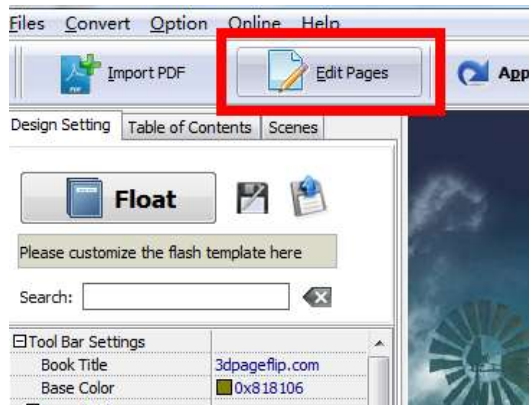 Files Convert Option Online Help
Import PDF Edit Pages
Design Setting Table of Contents Scenes
Float
Please customize the flash template here
Search:
Tool Bar Settings
Book Title 3dpageflip.com
Base Color 0x818106